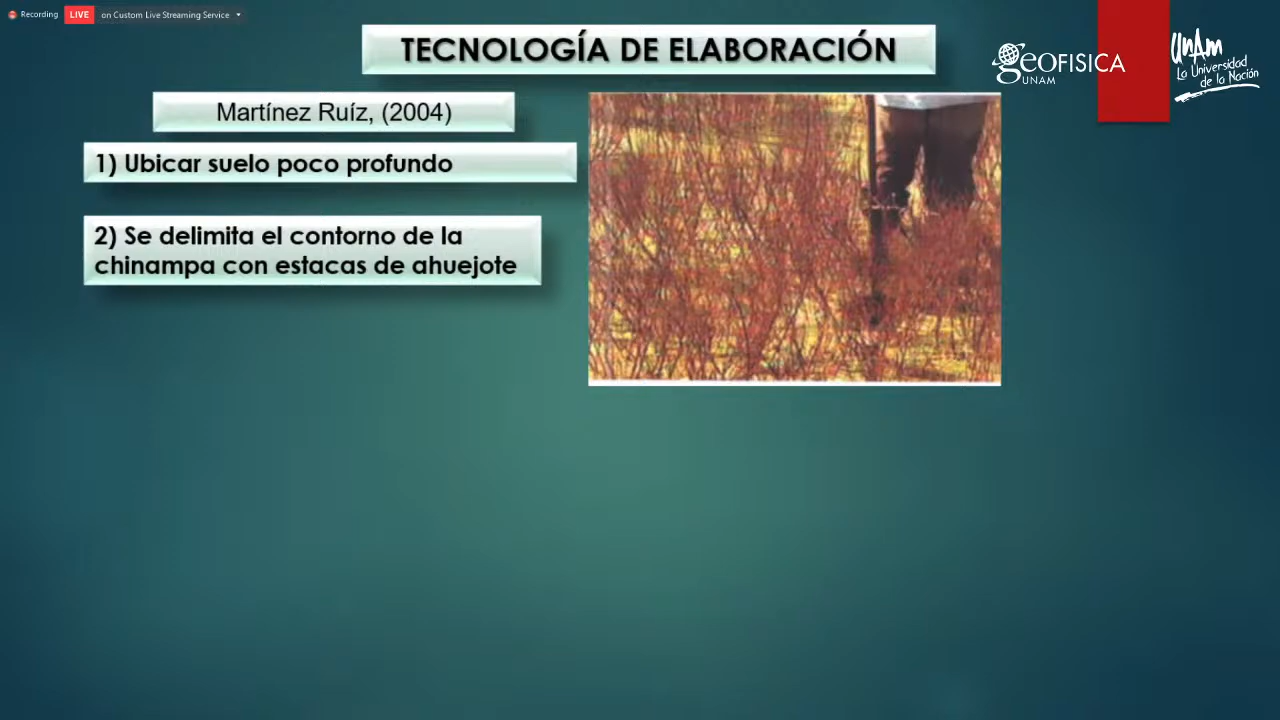 Recording
LIVE
on Custom Live Streaming Service
TECNOLOGÍA DE ELABORACIÓN
GEOFISICA
UNAM
UnAm
La Universidad
de la Nación
Martínez Ruíz, (2004)
1) Ubicar suelo poco profundo
2) Se delimita el contorno de la
chinampa con estacas de ahuejote